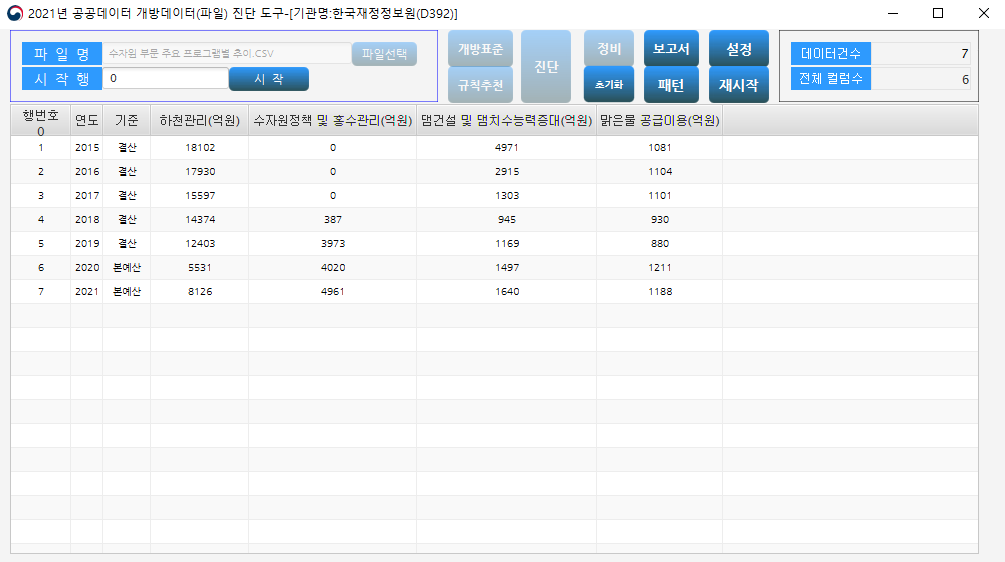 2021년 공공데이터 개방데이터(파일) 진단 도구-[기관명:한국재정정보원(D392)]
파 일 명 수자원 부문 주요 프로그램별 추이.CSV 파일선택
시 작 행 0 시 작
개방표준 진단 정비 보고서 설정
규칙추천 초기화 패턴 재시작
데이터건수 7
전체 컬럼수 6
행번호 연도 기준 하천관리(억원) 수자원정책 및 홍수관리(억원) 댐건설 및 댐치수능력증대(억원) 맑은물 공급이용(억원)
0
1 2015 결산 18102 0 4971 1081
2 2016 결산 17930 0 2915 1104
3 2017 결산 15597 0 1303 1101
4 2018 결산 14374 387 945 930
5 2019 결산 12403 3973 1169 880
6 2020 본예산 5531 4020 1497 1211
7 2021 본예산 8126 4961 1640 1188